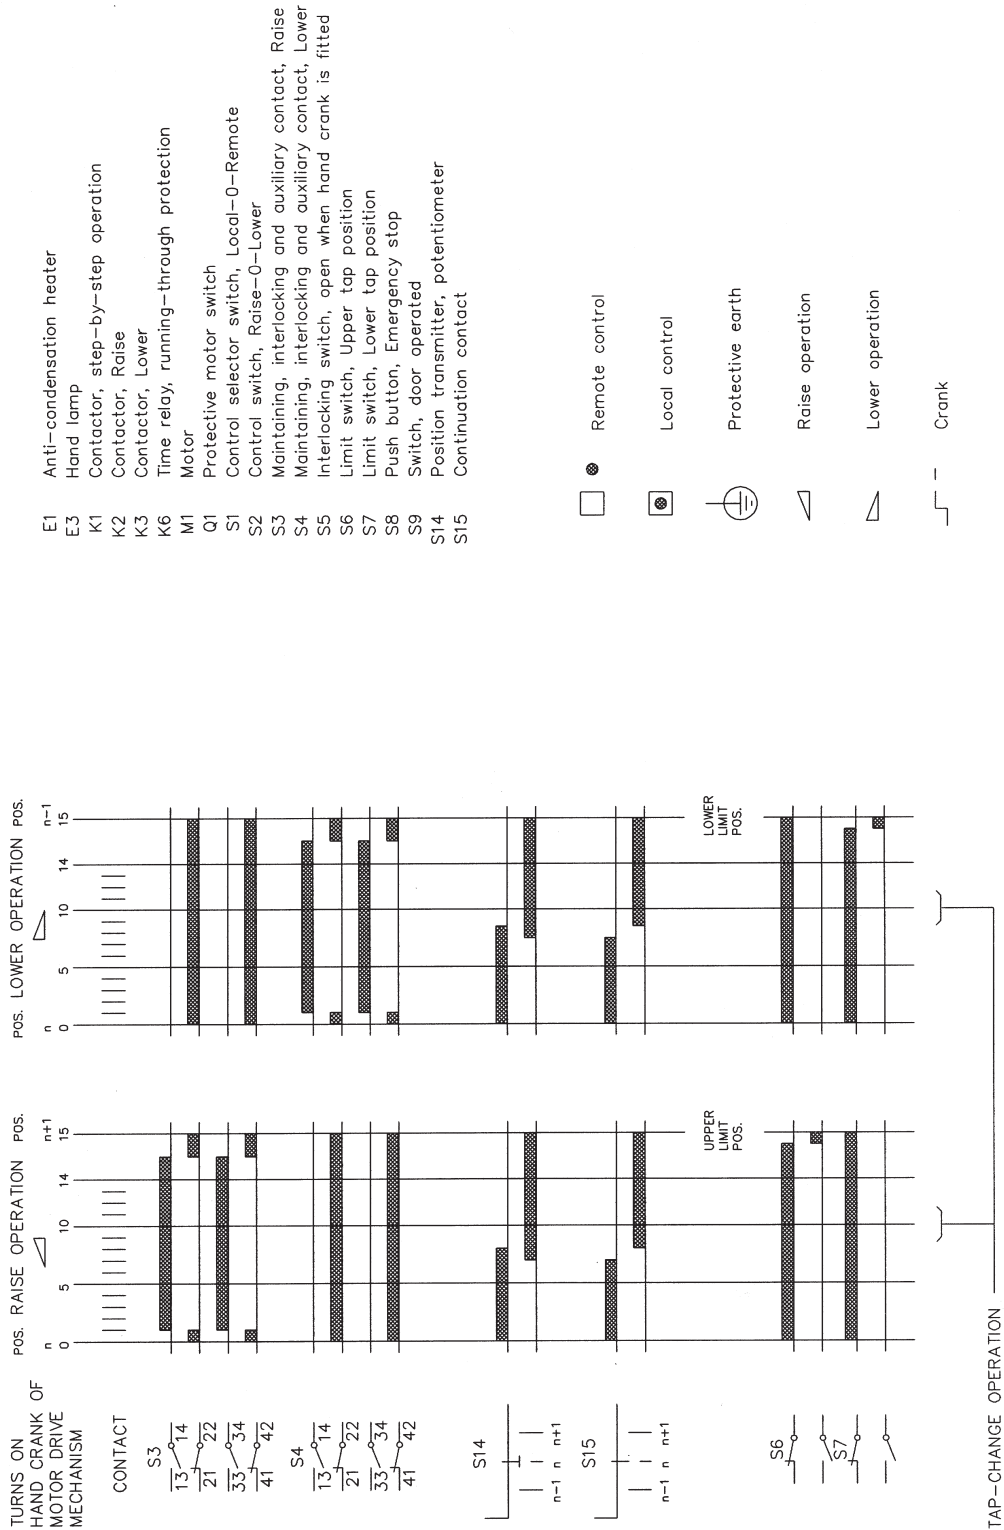 TURNS ON
HAND CRANK OF
MOTOR DRIVE
MECHANISM
POS. RAISE OPERATION POS.
n n+1
0 5 10 14 15
POS. LOWER OPERATION POS.
n n-1
0 5 10 14 15
CONTACT
S3
13 14
21 22
33 34
41 42
S4
13 14
21 22
33 34
41 42
S14
n-1 n n+1
S15
n-1 n n+1
UPPER
LIMIT
POS.
LOWER
LIMIT
POS.
S6
S7
TAP-CHANGE OPERATION
E1 Anti-condensation heater
E3 Hand lamp
K1 Contactor, step-by-step operation
K2 Contactor, Raise
K3 Contactor, Lower
K6 Time relay, running-through protection
M1 Motor
Q1 Protective motor switch
S1 Control selector switch, Local-0-Remote
S2 Control switch, Raise-0-Lower
S3 Maintaining, interlocking and auxiliary contact, Raise
S4 Maintaining, interlocking and auxiliary contact, Lower
S5 Interlocking switch, open when hand crank is fitted
S6 Limit switch, Upper tap position
S7 Limit switch, Lower tap position
S8 Push button, Emergency stop
S9 Switch, door operated
S14 Position transmitter, potentiometer
S15 Continuation contact
Remote control
Local control
Protective earth
Raise operation
Lower operation
Crank